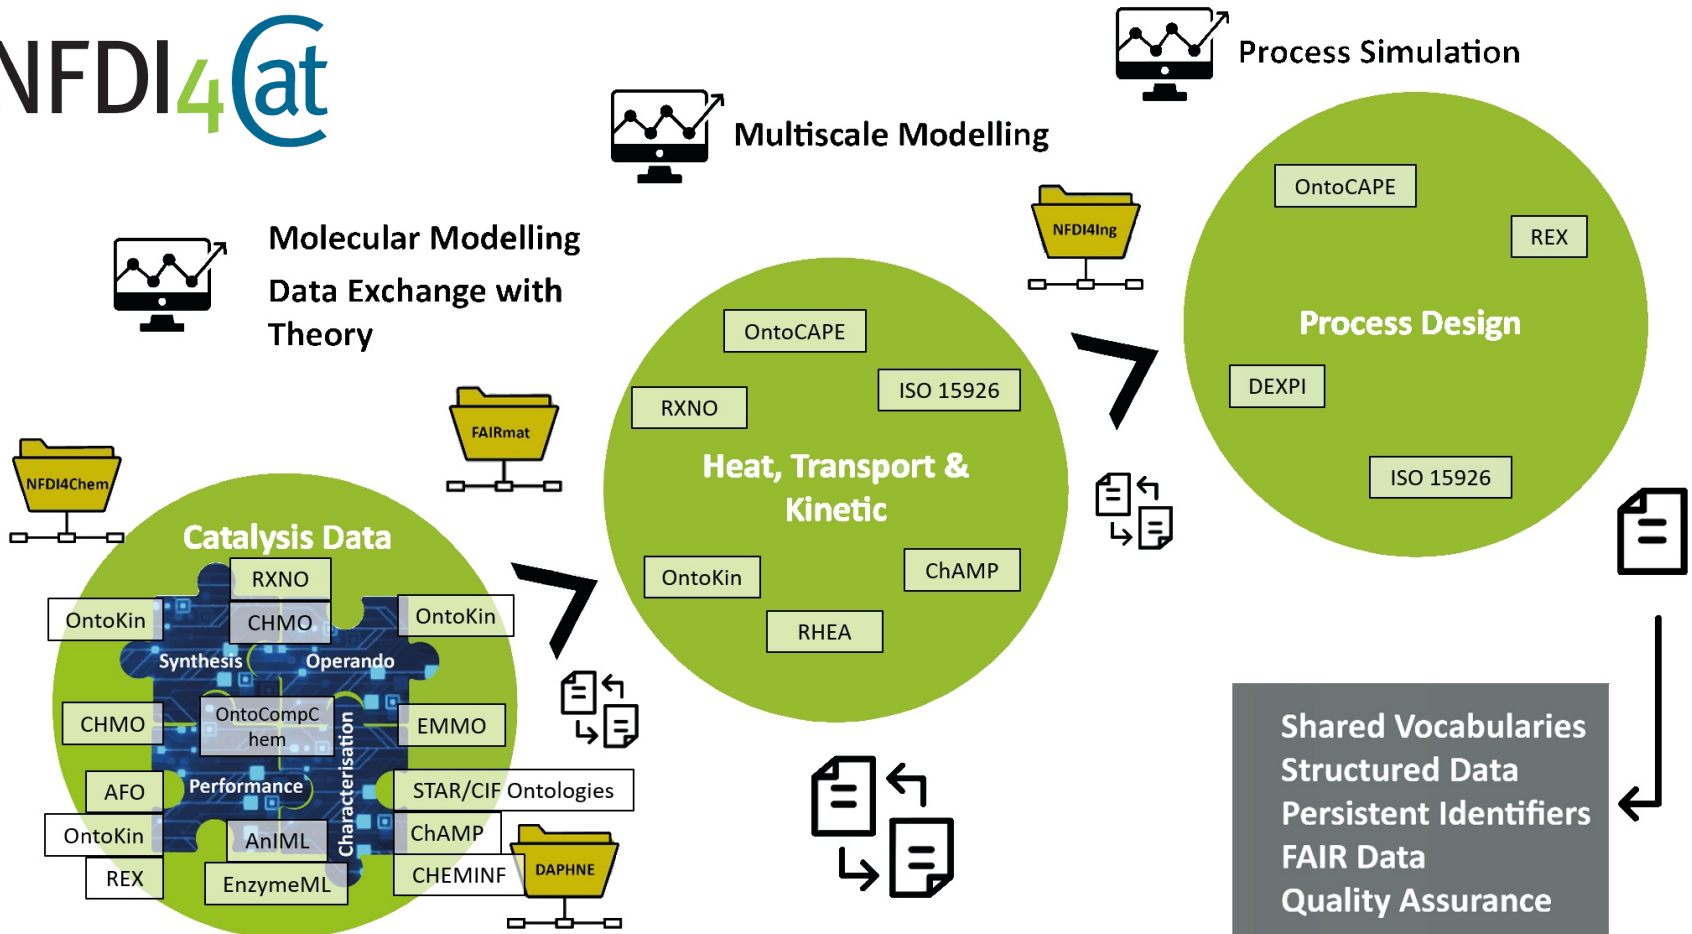 NFDI4Cat
Process Simulation
Multiscale Modelling
Molecular Modelling
Data Exchange with
Theory
NFDI4Chem
FAIRmat
NFDI4Ing
Catalysis Data
RXNO
CHMO
OntoKin
OntoKin
Synthesis
Operando
CHMO
OntoCompC
hem
EMMO
Characterisation
Performance
AFO
STAR/CIF Ontologies
OntoKin
AnIML
ChAMP
REX
EnzymeML
CHEMINF
DAPHNE
OntoCAPE
ISO 15926
RXNO
Heat, Transport &
Kinetic
OntoKin
ChAMP
RHEA
OntoCAPE
REX
Process Design
DEXPI
ISO 15926
Shared Vocabularies
Structured Data
Persistent Identifiers
FAIR Data
Quality Assurance